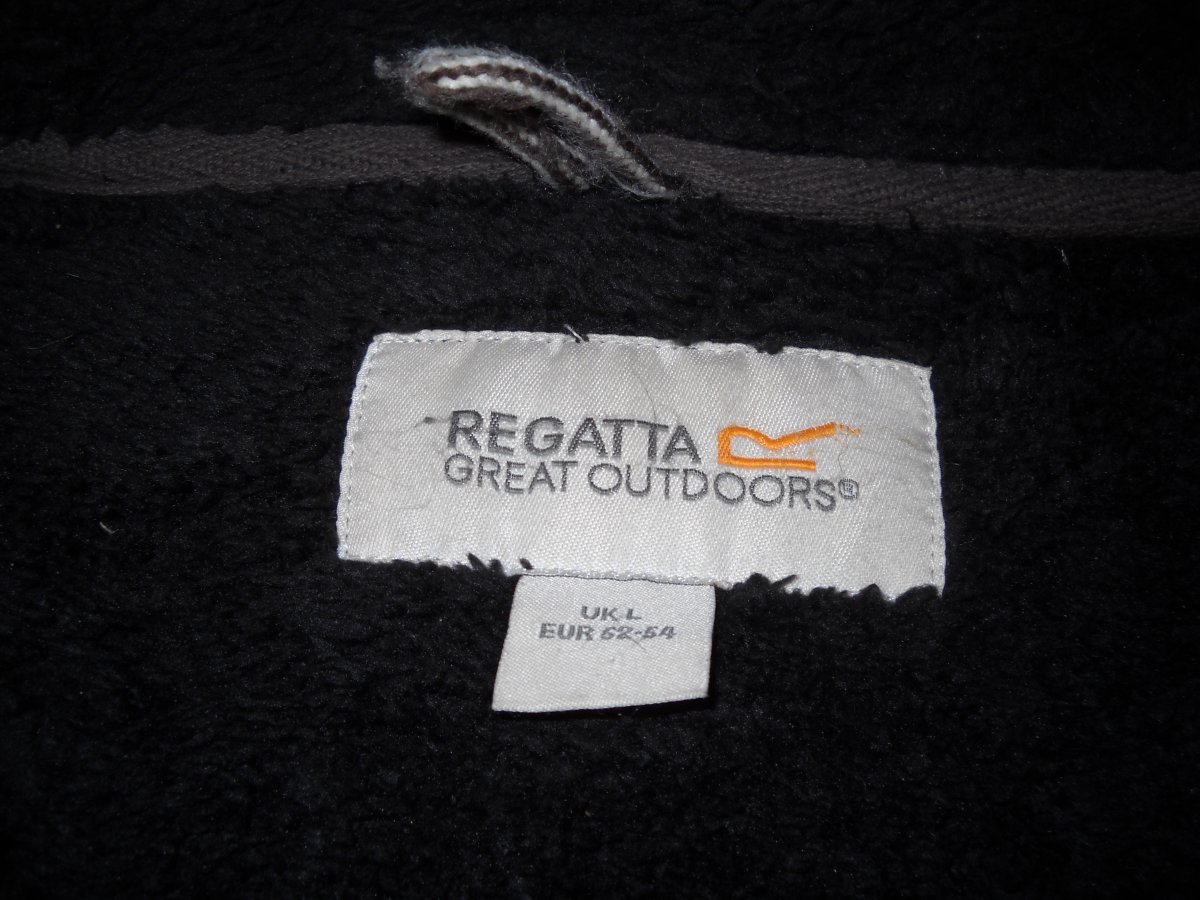 REGATTA
GREAT OUTDOORS®
UK L
EUR 52-54